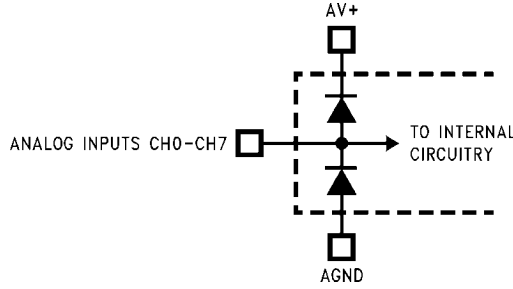 AV+
ANALOG INPUTS CH0-CH7
TO INTERNAL
CIRCUITRY
AGND